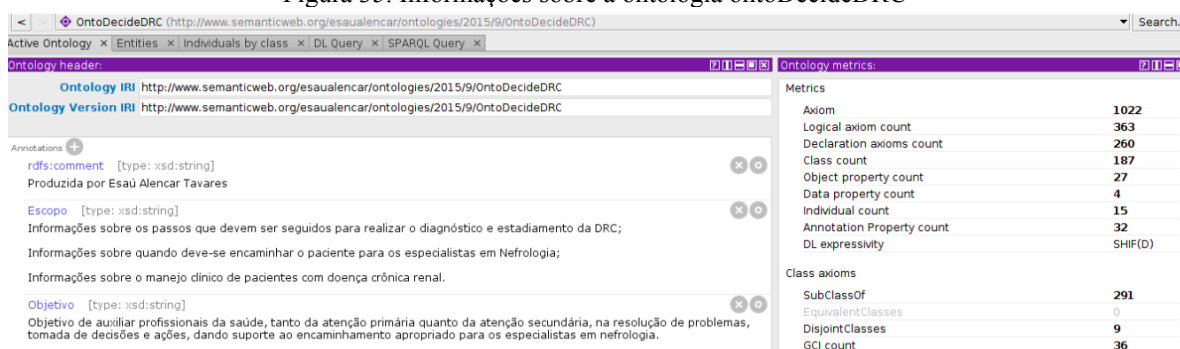 Figura 33: Informações sobre a ontologia ontoDecideDRC
OntoDecideDRC (http://www.semanticweb.org/esaualencar/ontologies/2015/9/OntoDecideDRC)
Search.
Active Ontology × Entities × Individuals by class × DL Query × SPARQL Query ×
Ontology header:
Ontology IRI http://www.semanticweb.org/esaualencar/ontologies/2015/9/OntoDecideDRC
Ontology Version IRI http://www.semanticweb.org/esaualencar/ontologies/2015/9/OntoDecideDRC
Annotations
rdfs:comment [type: xsd:string]
Produzida por Esaú Alencar Tavares
Escopo [type: xsd:string]
Informações sobre os passos que devem ser seguidos para realizar o diagnóstico e estadiamento da DRC;
Informações sobre quando deve-se encaminhar o paciente para os especialistas em Nefrologia;
Informações sobre o manejo clínico de pacientes com doença crônica renal.
Objetivo [type: xsd:string]
Objetivo de auxiliar profissionais da saúde, tanto da atenção primária quanto da atenção secundária, na resolução de problemas,
tomada de decisões e ações, dando suporte ao encaminhamento apropriado para os especialistas em nefrologia.
Ontology metrics:
Metrics
Axiom 1022
Logical axiom count 363
Declaration axioms count 260
Class count 187
Object property count 27
Data property count 4
Individual count 15
Annotation Property count 32
DL expressivity SHIF(D)
Class axioms
SubClassOf 291
EquivalentClasses 0
DisjointClasses 9
GCI count 36